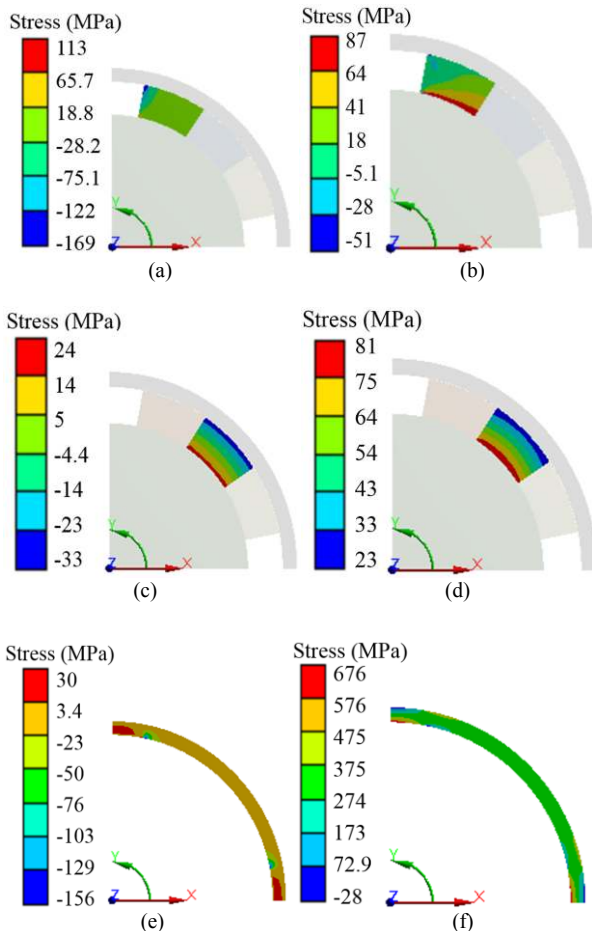 Stress (MPa)
113
65.7
18.8
-28.2
-75.1
-122
-169
Y
Z
X
(a)
Stress (MPa)
87
64
41
18
-5.1
-28
-51
Y
Z
X
(b)
Stress (MPa)
24
14
5
-4.4
-14
-23
-33
Y
Z
X
(c)
Stress (MPa)
81
75
64
54
43
33
23
Y
Z
X
(d)
Stress (MPa)
30
3.4
-23
-50
-76
-103
-129
-156
Y
Z
X
(e)
Stress (MPa)
676
576
475
375
274
173
72.9
-28
Y
Z
X
(f)